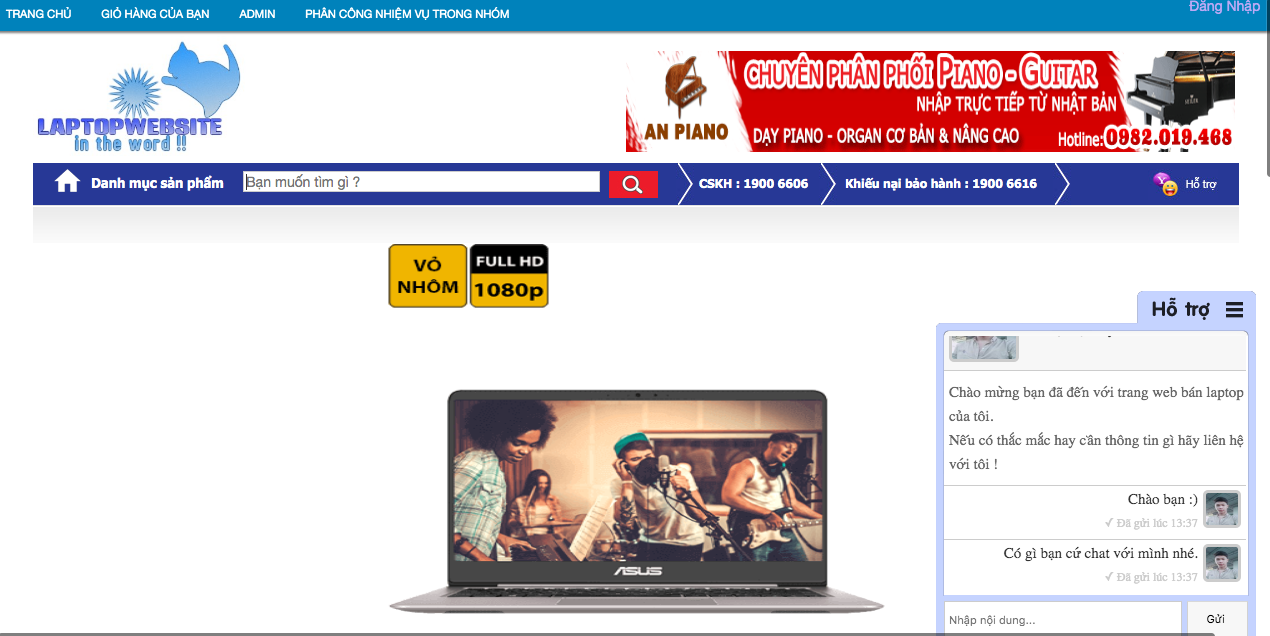 TRANG CHỦ
GIỎ HÀNG CỦA BẠN
ADMIN
PHÂN CÔNG NHIỆM VỤ TRONG NHÓM
Đăng Nhập
LAPTOPWEBSITE
in the word !!
AN PIANO
CHUYÊN PHÂN PHỐI PIANO - GUITAR
NHẬP TRỰC TIẾP TỪ NHẬT BẢN
DẠY PIANO - ORGAN CƠ BẢN & NÂNG CAO
Hotline:0982.019.468
Danh mục sản phẩm
Bạn muốn tìm gì ?
CSKH : 1900 6606
Khiếu nại bảo hành : 1900 6616
Hỗ trợ
VỎ
NHÔM
FULL HD
1080p
ASUS
Hỗ trợ
Chào mừng bạn đã đến với trang web bán laptop
của tôi.
Nếu có thắc mắc hay cần thông tin gì hãy liên hệ
với tôi !
Chào bạn :)
✓ Đã gửi lúc 13:37
Có gì bạn cứ chat với mình nhé.
✓ Đã gửi lúc 13:37
Nhập nội dung...
Gửi